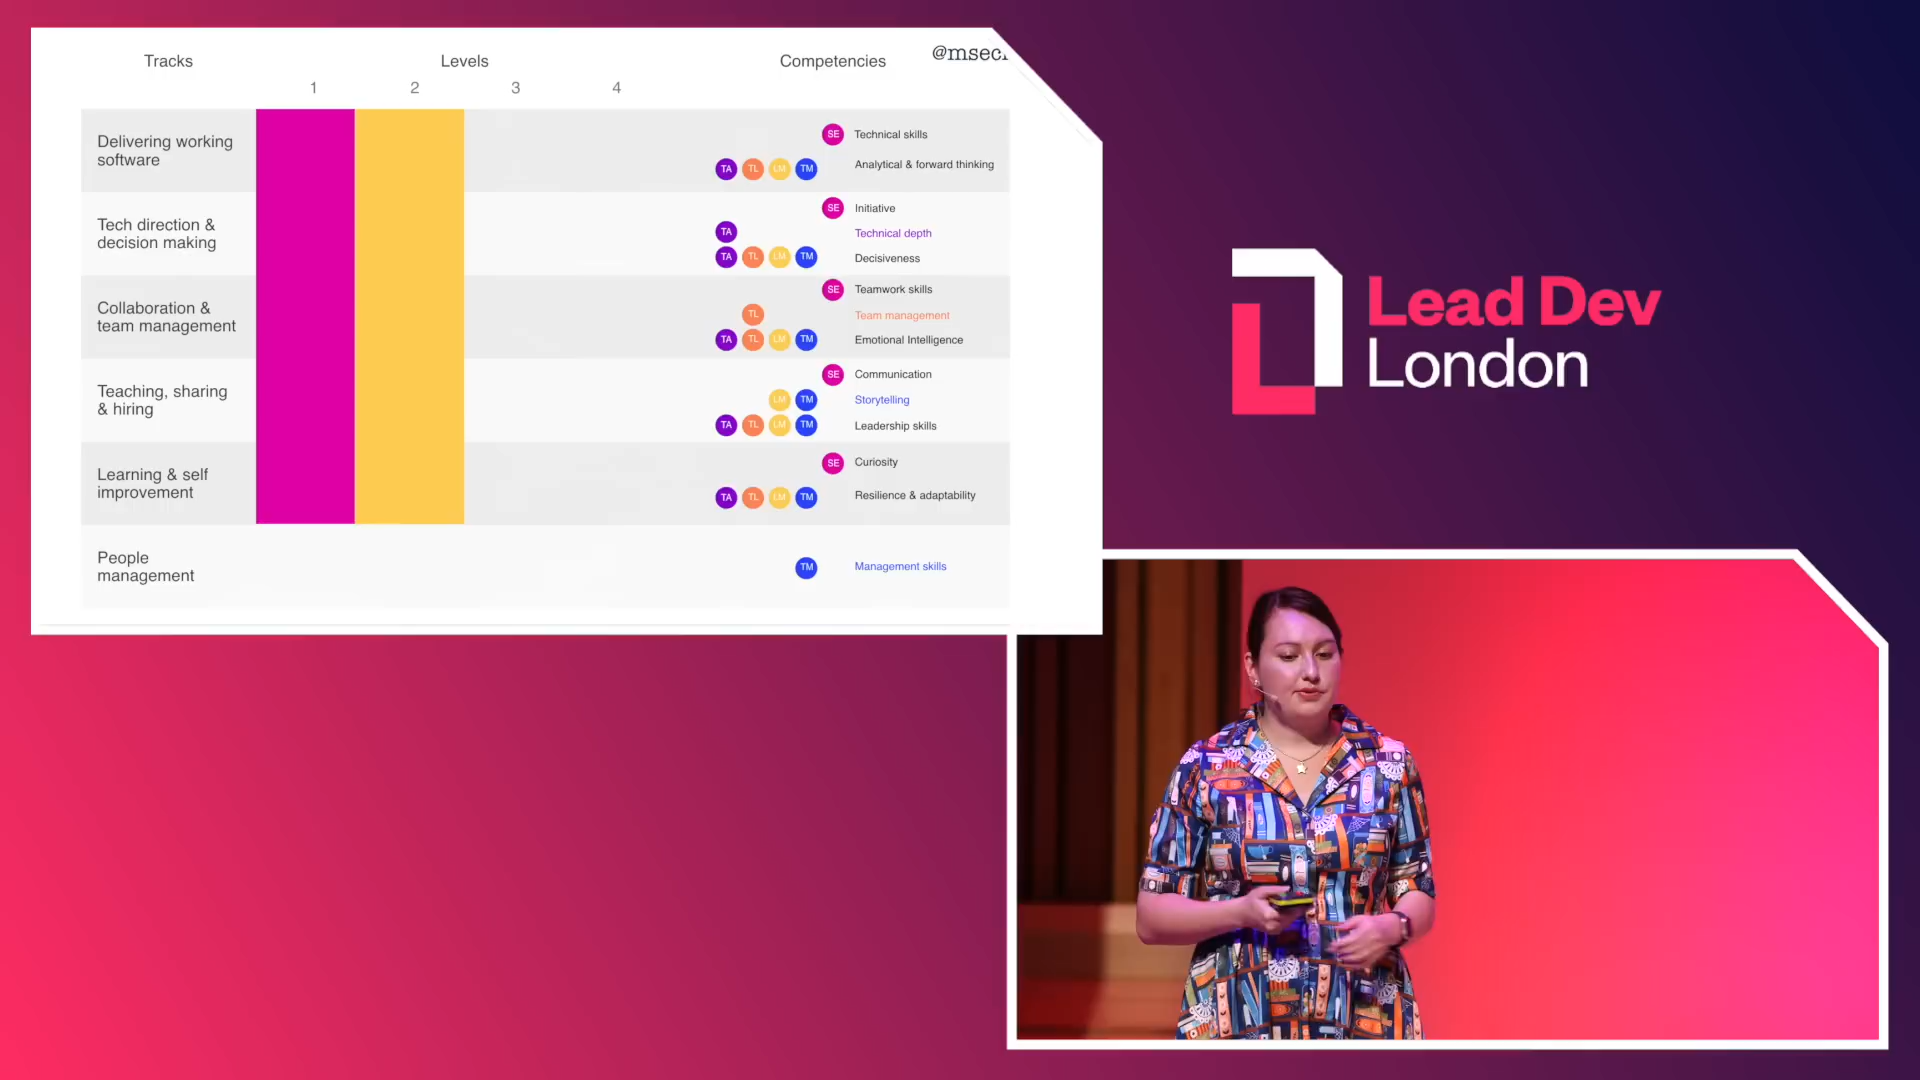 Tracks Levels Competencies @msec
1 2 3 4
Delivering working
software
SE Technical skills
TA TL LM TM Analytical & forward thinking
Tech direction &
decision making
SE Initiative
TA Technical depth
TA TL LM TM Decisiveness
Collaboration &
team management
SE Teamwork skills
TL Team management
TA TL LM TM Emotional Intelligence
Teaching, sharing
& hiring
SE Communication
LM TM Storytelling
TA TL LM TM Leadership skills
Learning & self
improvement
SE Curiosity
TA TL LM TM Resilience & adaptability
People
management
TM Management skills
Lead Dev
London